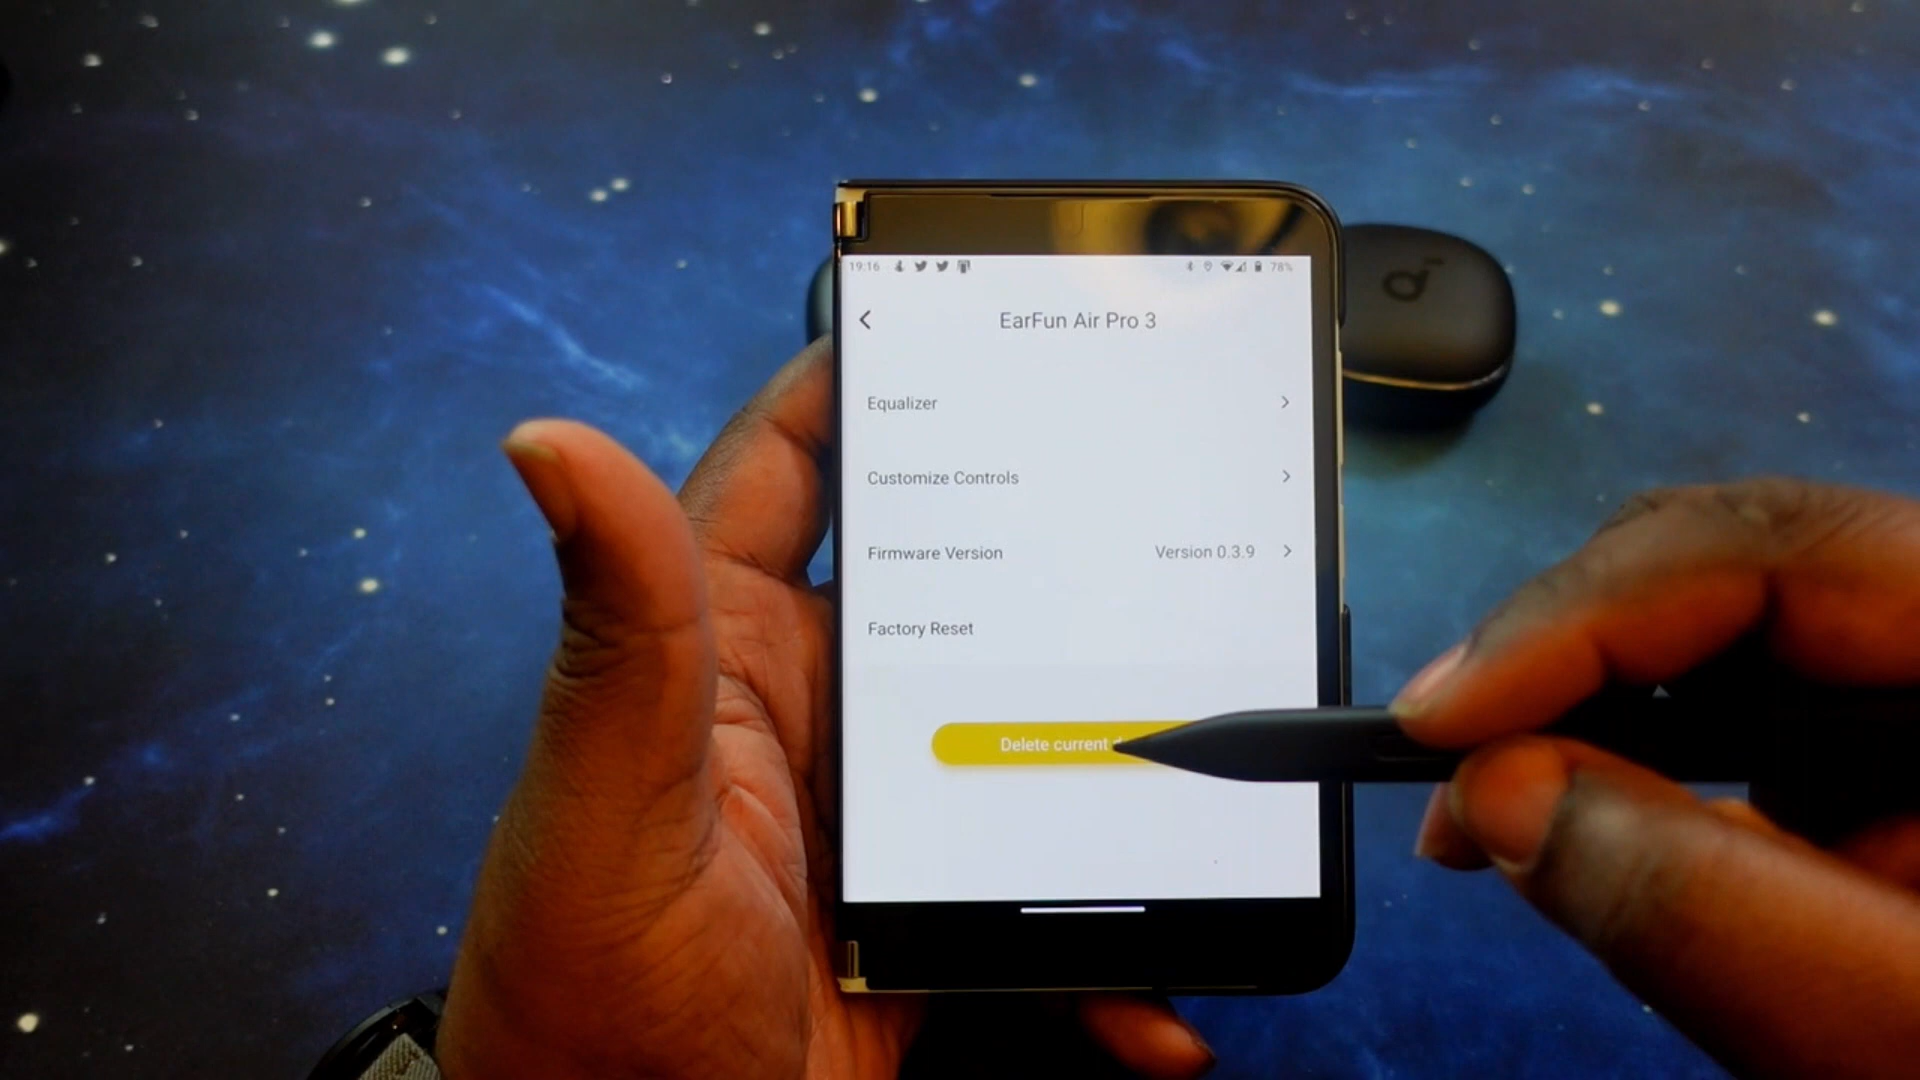 19:16
78%
EarFun Air Pro 3
Equalizer
Customize Controls
Firmware Version Version 0.3.9
Factory Reset
Delete current